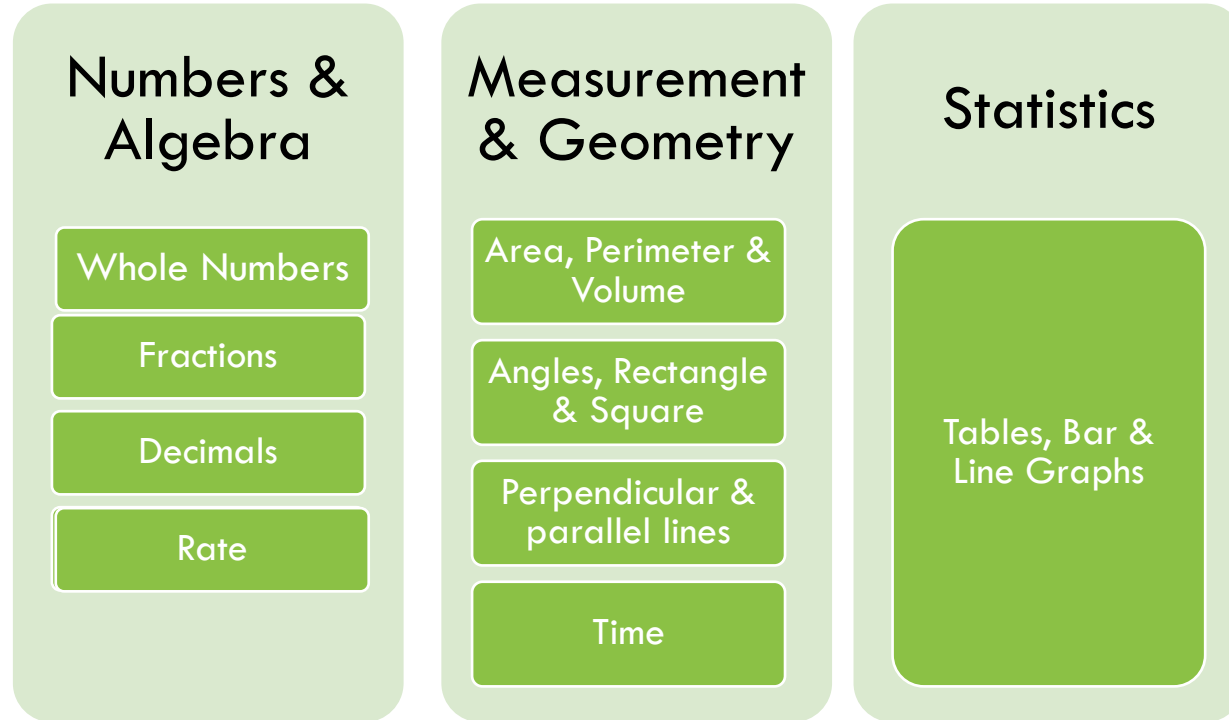 Numbers &
Algebra
Whole Numbers
Fractions
Decimals
Rate
Measurement
& Geometry
Area, Perimeter &
Volume
Angles, Rectangle
& Square
Perpendicular &
parallel lines
Time
Statistics
Tables, Bar &
Line Graphs